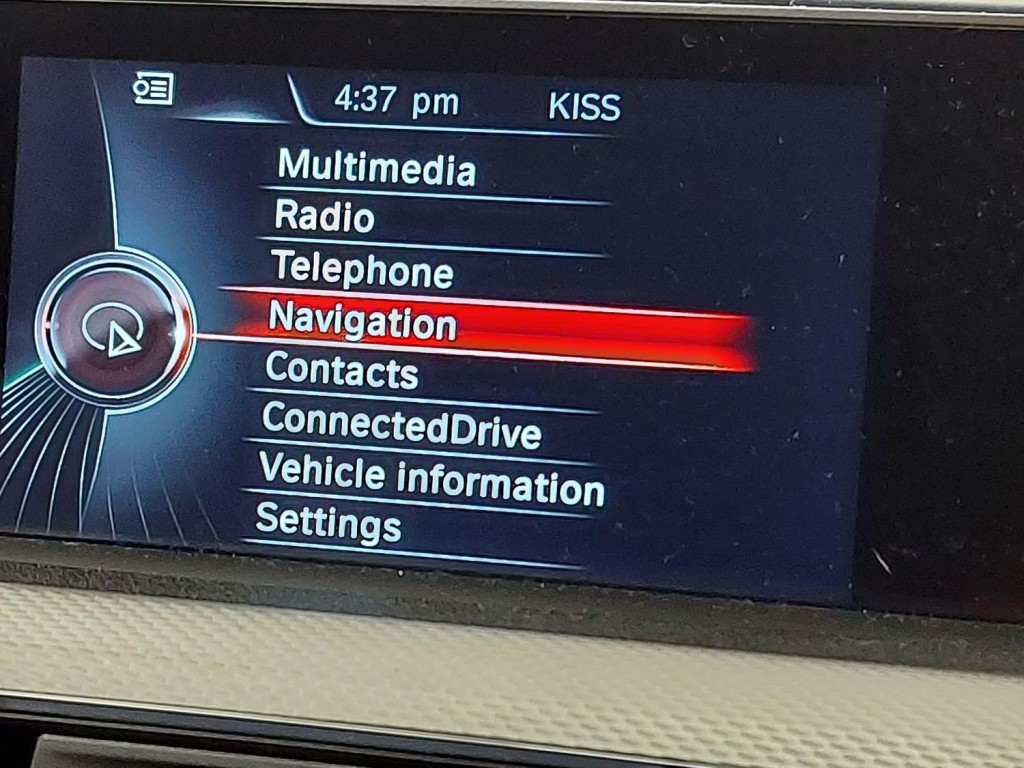 4:37 pm KISS
Multimedia
Radio
Telephone
Navigation
Contacts
ConnectedDrive
Vehicle information
Settings